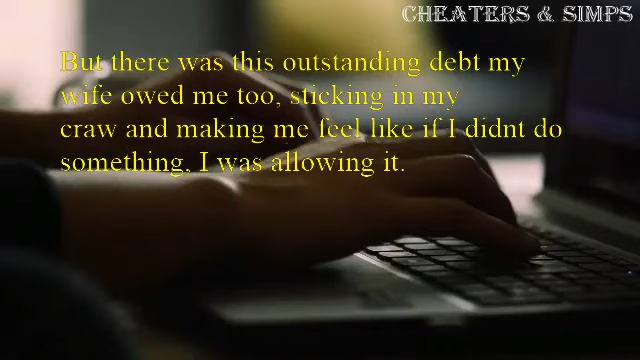 CHEATERS & SIMPS
But there was this outstanding debt my
wife owed me too, sticking in my
craw and making me feel like if I didnt do
something, I was allowing it.